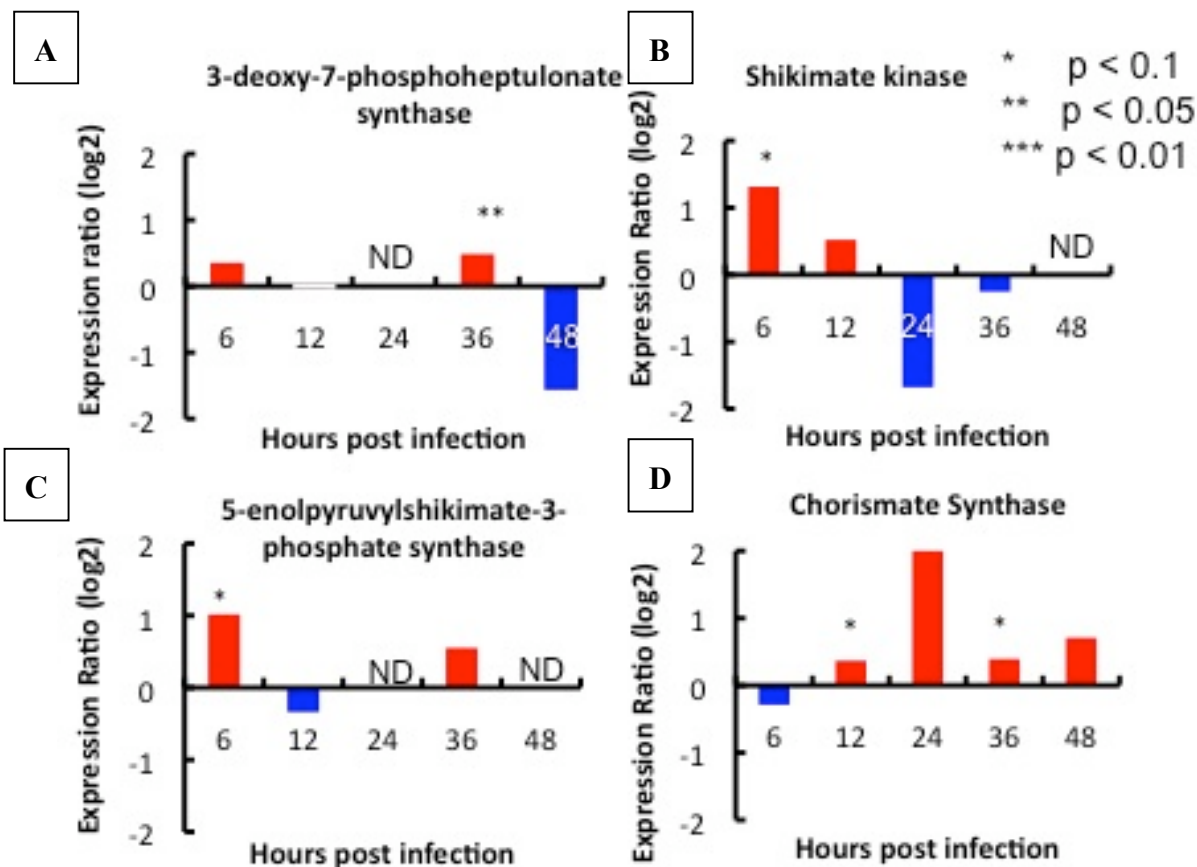 A
3-deoxy-7-phosphoheptulonate
synthase
Expression ratio (log2)
2
1
0
-1
-2
ND
**
6 12 24 36 48
Hours post infection
B
Shikimate kinase
* p < 0.1
** p < 0.05
*** p < 0.01
Expression Ratio (log2)
2
1
0
-1
-2
*
ND
6 12 24 36 48
Hours post infection
C
5-enolpyruvylshikimate-3-
phosphate synthase
Expression Ratio (log2)
2
1
0
-1
-2
*
ND ND
6 12 24 36 48
Hours post infection
D
Chorismate Synthase
Expression Ratio (log2)
2
1
0
-1
-2
* *
6 12 24 36 48
Hours post infection